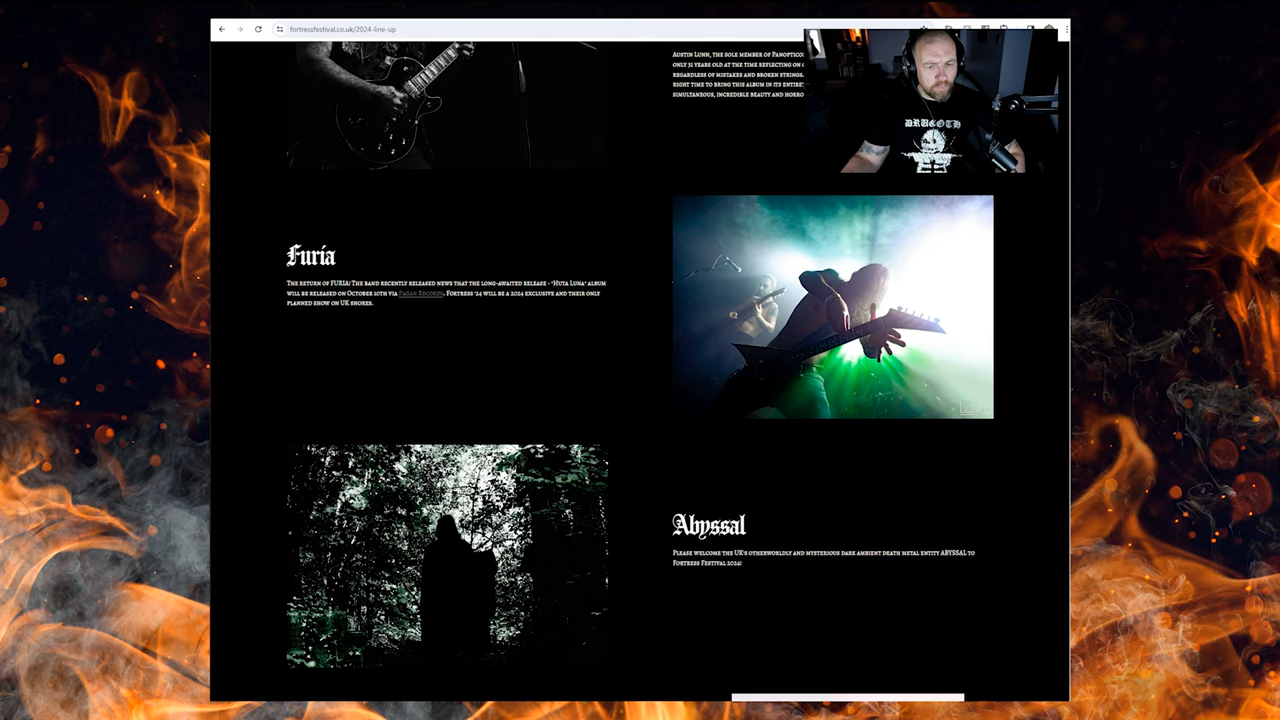 fortressfestival.co.uk/2024-line-up
Austin Lunn, the sole member of Panopticon
only 31 years old at the time reflecting on
regardless of mistakes and broken strings.
right time to bring this album in its
simultaneous, incredible beauty and
DRUGOTH
Furia
The return of FURIA! The band recently released news that the long-awaited release - "Huta Luna" album
will be released on October 10th via Pagan Records. Fortress '24 will be a 2024 exclusive and their only
planned show on UK shores.
Abyssal
Please welcome the UK's otherworldly and mysterious dark ambient death metal entity ABYSSAL to
Fortress Festival 2024!